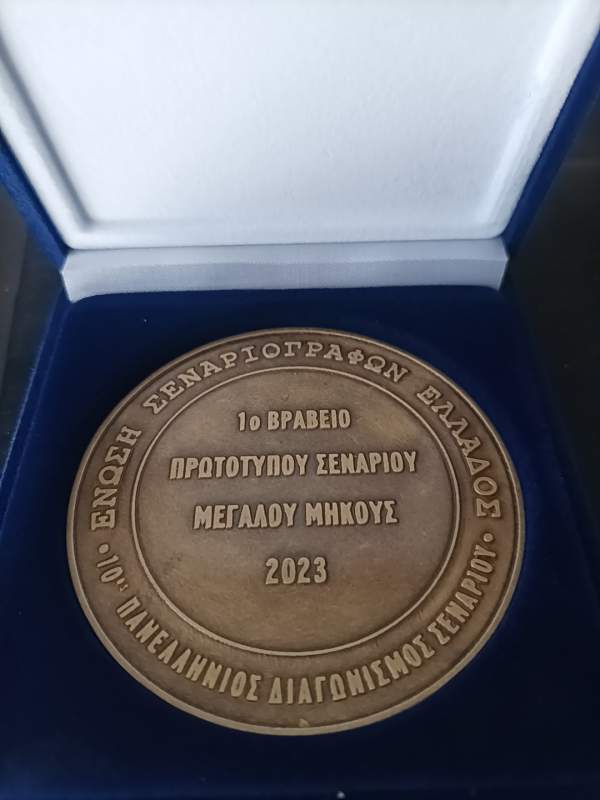 ΕΝΩΣΗ ΣΕΝΑΡΙΟΓΡΑΦΩΝ ΕΛΛΑΔΟΣ
1ο ΒΡΑΒΕΙΟ
ΠΡΩΤΟΤΥΠΟΥ ΣΕΝΑΡΙΟΥ
ΜΕΓΑΛΟΥ ΜΗΚΟΥΣ
2023
• 10ος ΠΑΝΕΛΛΗΝΙΟΣ ΔΙΑΓΩΝΙΣΜΟΣ ΣΕΝΑΡΙΟΥ •